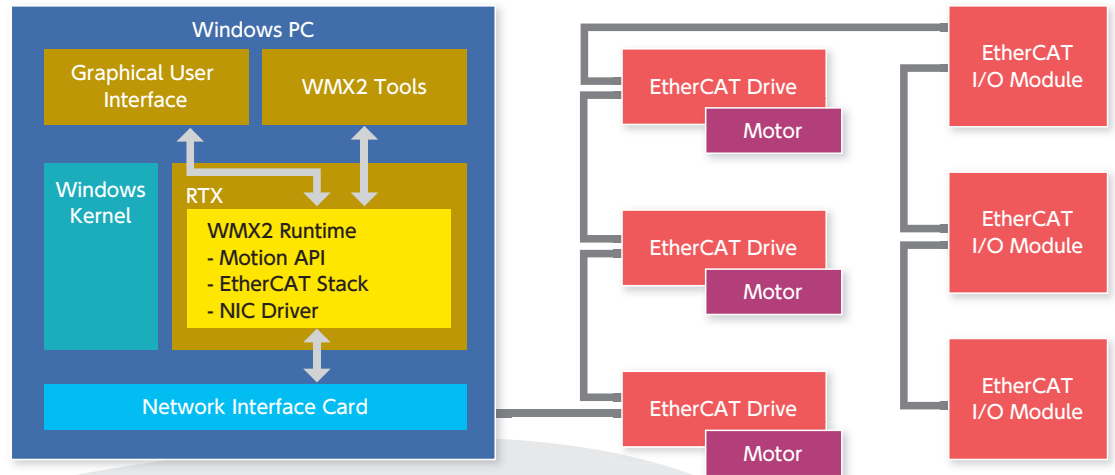 Windows PC
Graphical User
Interface
WMX2 Tools
Windows
Kernel
RTX
WMX2 Runtime
- Motion API
- EtherCAT Stack
- NIC Driver
Network Interface Card
EtherCAT Drive
Motor
EtherCAT Drive
Motor
EtherCAT Drive
Motor
EtherCAT
I/O Module
EtherCAT
I/O Module
EtherCAT
I/O Module